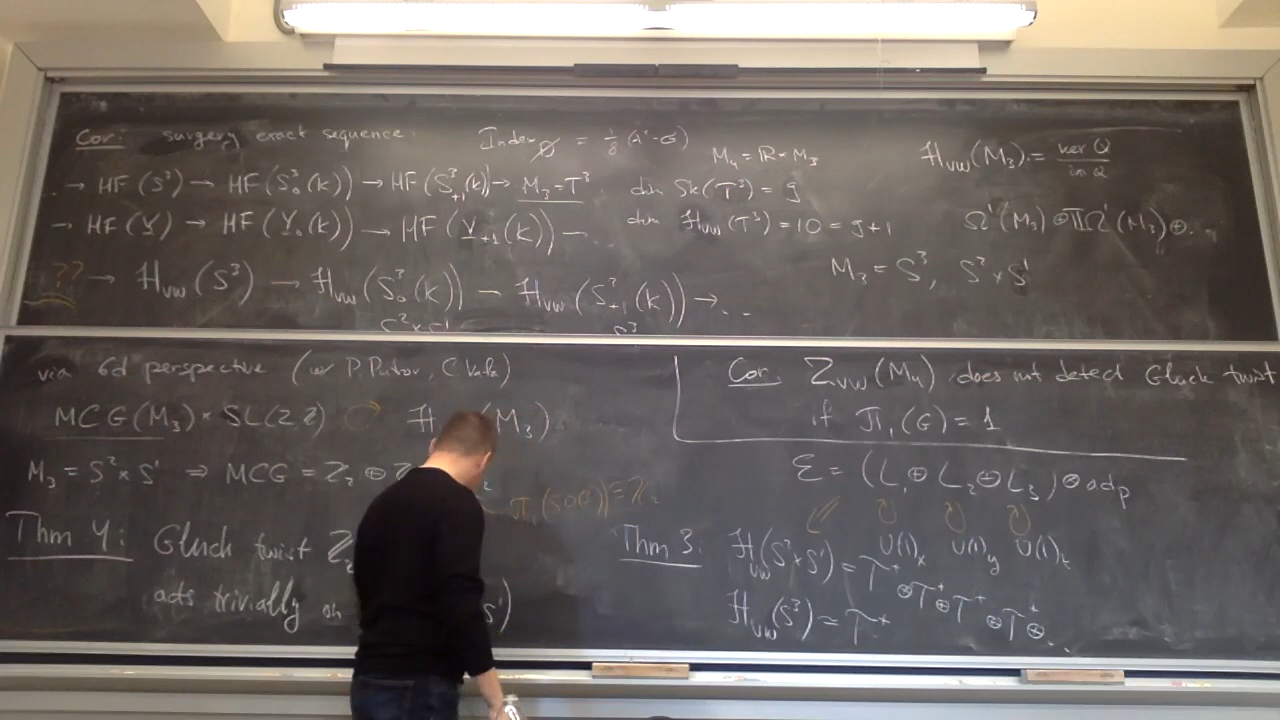 Cor: surgery exact sequence:
→ HF(S³) → HF(S³₀(k)) → HF(S³₊₁(k)) →
→ HF(Y) → HF(Y₀(k)) → HF(Y₊₁(k)) → ...
?? → H_VW(S³) → H_VW(S³₀(k)) → H_VW(S³₊₁(k)) → ...
S²×S¹ S³
Index D̸ = 1/8 (λ²-σ)
M₄ = R × M₃
M₃ = T³ : dim Sk(T³) = 9
dim H_VW(T³) = 10 = 9+1
H_VW(M₃) := ker Q / im Q
Ω¹(M₃) ⊕ ΠΩ¹(M₃) ⊕ ...
M₃ = S³, S² × S¹
via 6d perspective (w/ P. Putrov, C. Vafa)
MCG(M₃) × SL(2,Z) H (M₃)
M₃ = S² × S¹ ⇒ MCG = Z₂ ⊕
π₁(SO(3)) = Z₂
Thm 4: Gluck twist Z₂
acts trivially on S¹)
Cor. Z_VW(M₄) does not detect Gluck twist
if π₁(G) = 1
ε = (L₁ ⊕ L₂ ⊕ L₃) ⊗ ad_P
U(1)ₓ U(1)_y U(1)_t
Thm 3. H_VW(S²×S¹) = T⁺ ⊕ T⁺ ⊕ T⁺ ⊕ T⁺ ⊕ ...
H_VW(S³) ≃ T⁺